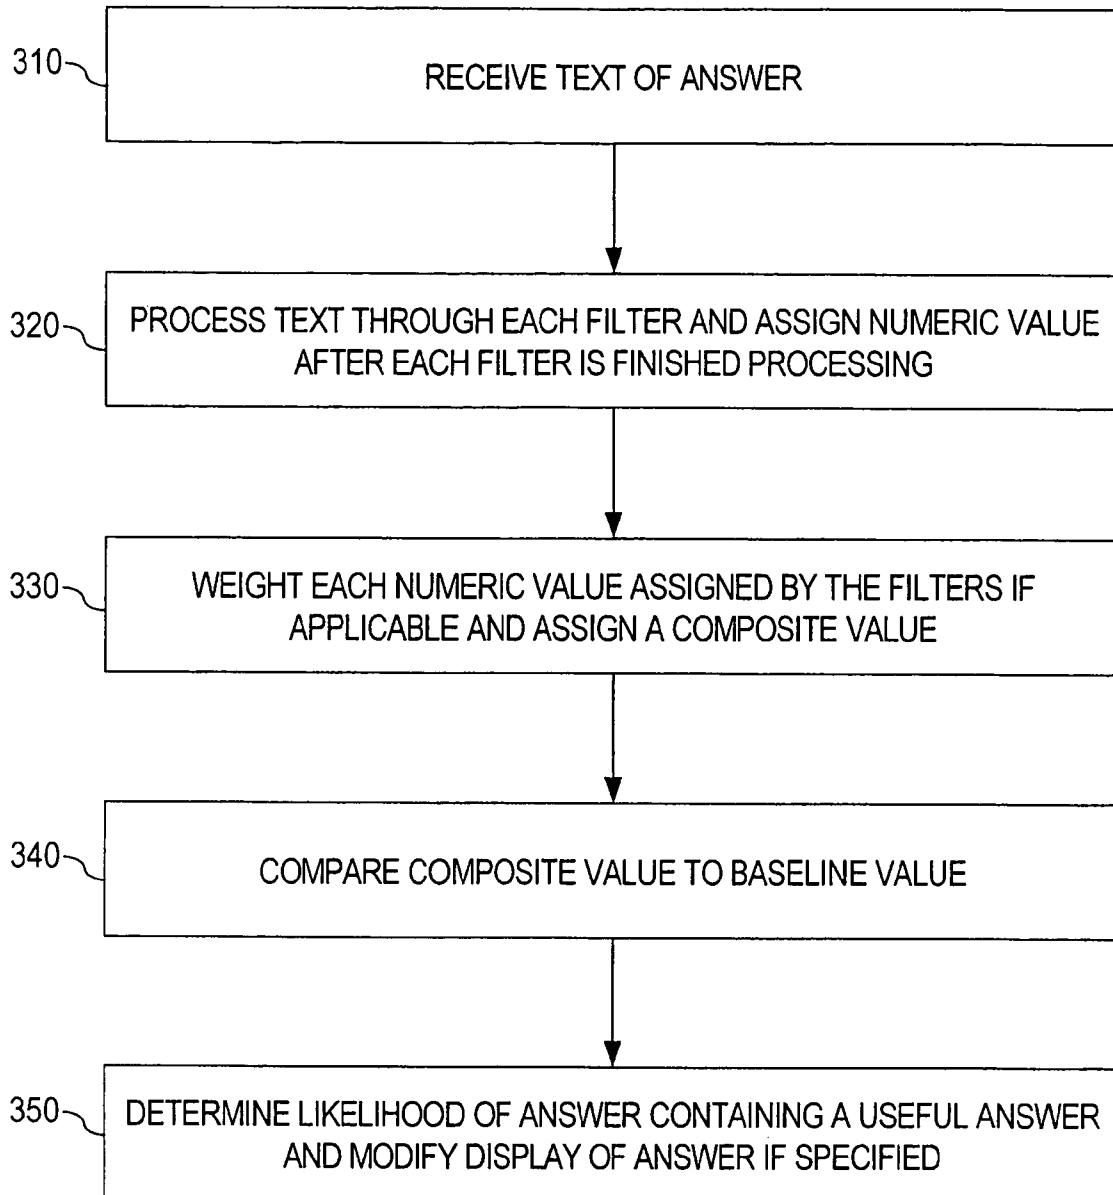 310
RECEIVE TEXT OF ANSWER
320
PROCESS TEXT THROUGH EACH FILTER AND ASSIGN NUMERIC VALUE
AFTER EACH FILTER IS FINISHED PROCESSING
330
WEIGHT EACH NUMERIC VALUE ASSIGNED BY THE FILTERS IF
APPLICABLE AND ASSIGN A COMPOSITE VALUE
340
COMPARE COMPOSITE VALUE TO BASELINE VALUE
350
DETERMINE LIKELIHOOD OF ANSWER CONTAINING A USEFUL ANSWER
AND MODIFY DISPLAY OF ANSWER IF SPECIFIED